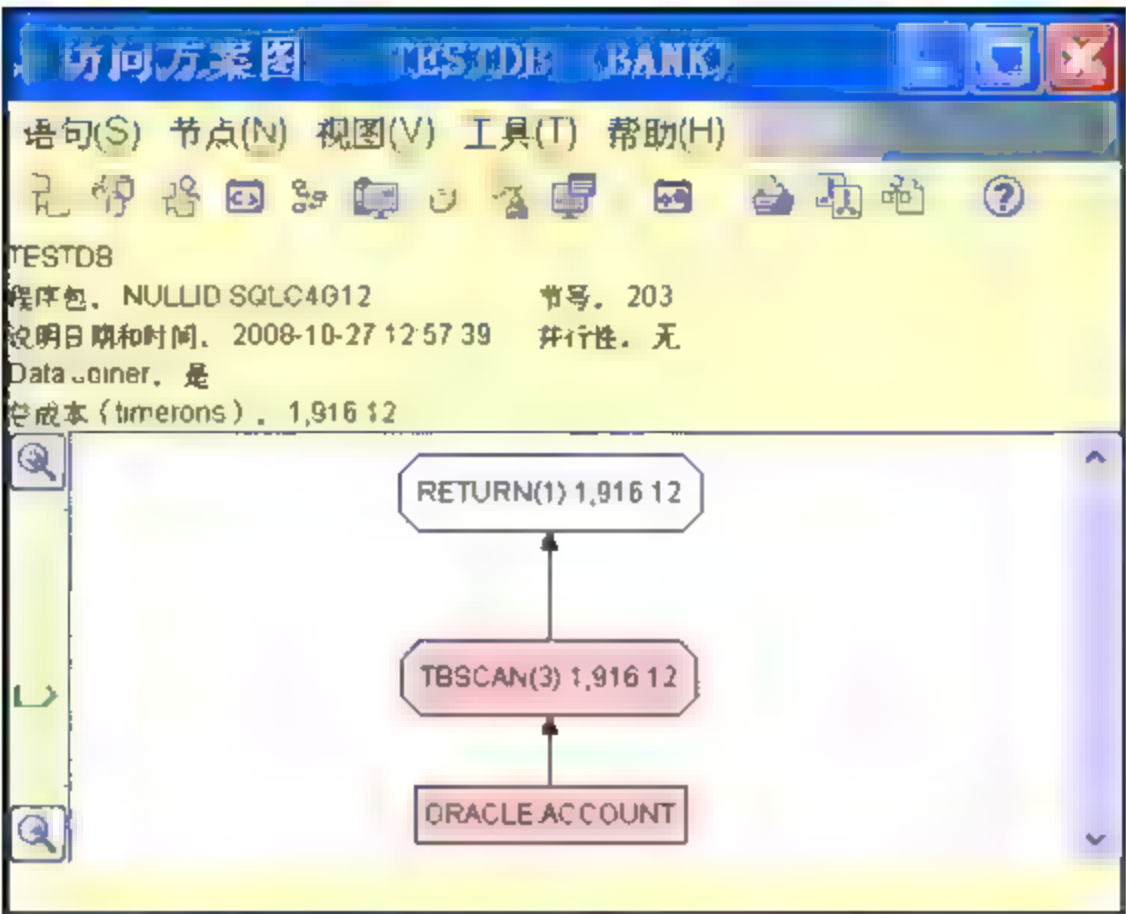 访问方案图 TESTDB (BANK)
语句(S) 节点(N) 视图(V) 工具(T) 帮助(H)
TESTDB
程序包. NULLID SQLC4G12 节号. 203
说明日期和时间. 2008-10-27 12 57 39 并行性. 无
Data Joiner. 是
总成本 (timerons) . 1,916 12
RETURN(1) 1,916 12
TBSCAN(3) 1,916 12
ORACLE ACCOUNT